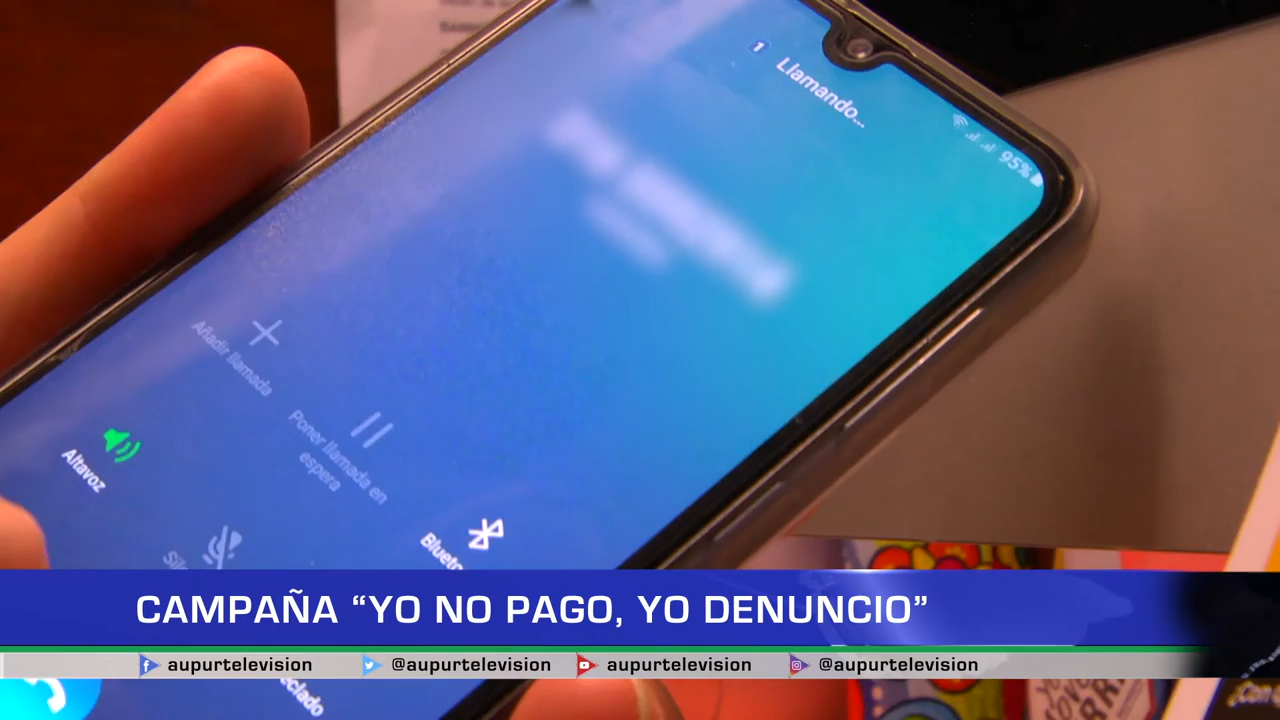 1
Llamando...
95%
Añadir llamada
Poner llamada en
espera
Altavoz
CAMPAÑA “YO NO PAGO, YO DENUNCIO”
aupurtelevision
@aupurtelevision
aupurtelevision
@aupurtelevision